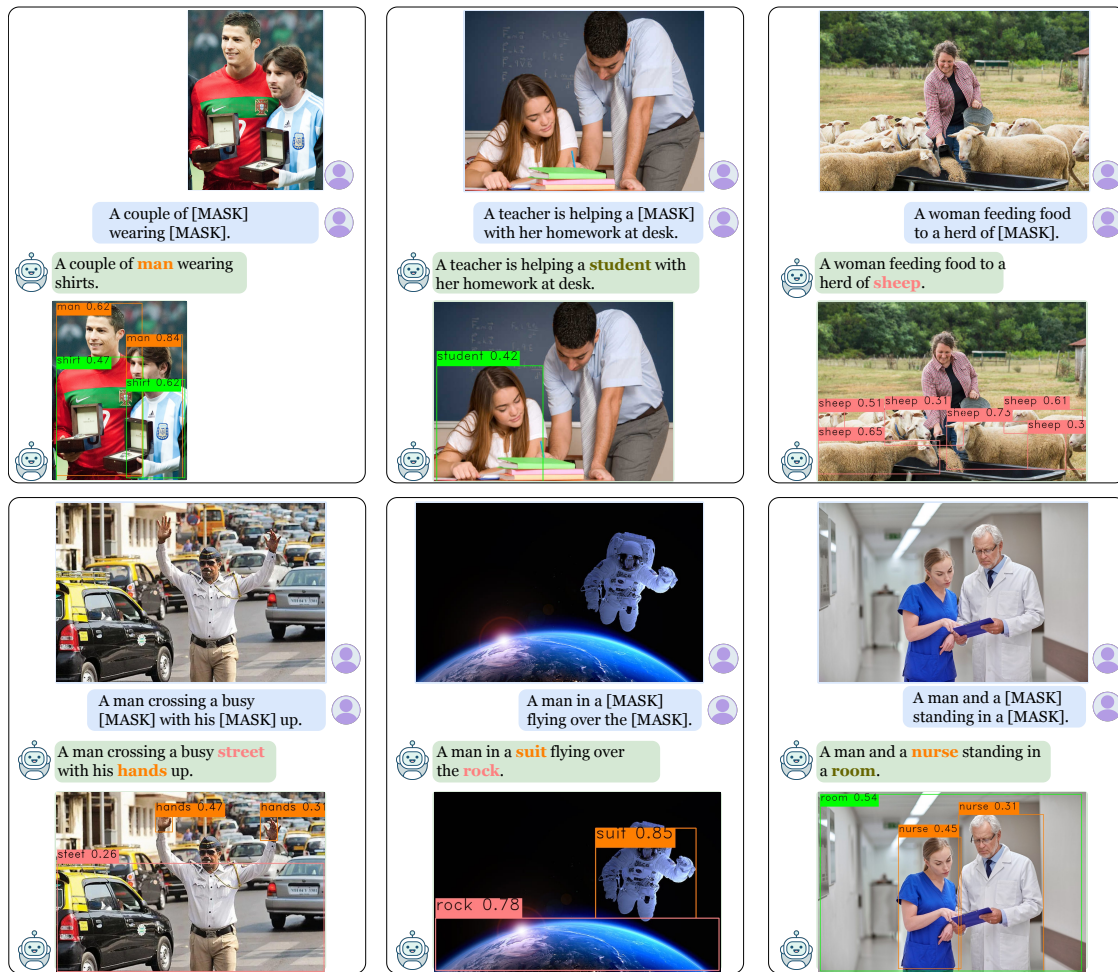 A couple of [MASK]
wearing [MASK].
A couple of man wearing
shirts.
man 0.62
man 0.84
shirt 0.47
shirt 0.62
A teacher is helping a [MASK]
with her homework at desk.
A teacher is helping a student with
her homework at desk.
student 0.42
A woman feeding food
to a herd of [MASK].
A woman feeding food to a
herd of sheep.
sheep 0.51
sheep 0.31
sheep 0.61
sheep 0.73
sheep 0.3
sheep 0.65
A man crossing a busy
[MASK] with his [MASK] up.
A man crossing a busy street
with his hands up.
hands 0.47
hands 0.31
steet 0.26
A man in a [MASK]
flying over the [MASK].
A man in a suit flying over
the rock.
suit 0.85
rock 0.78
A man and a [MASK]
standing in a [MASK].
A man and a nurse standing in
a room.
room 0.54
nurse 0.31
nurse 0.45